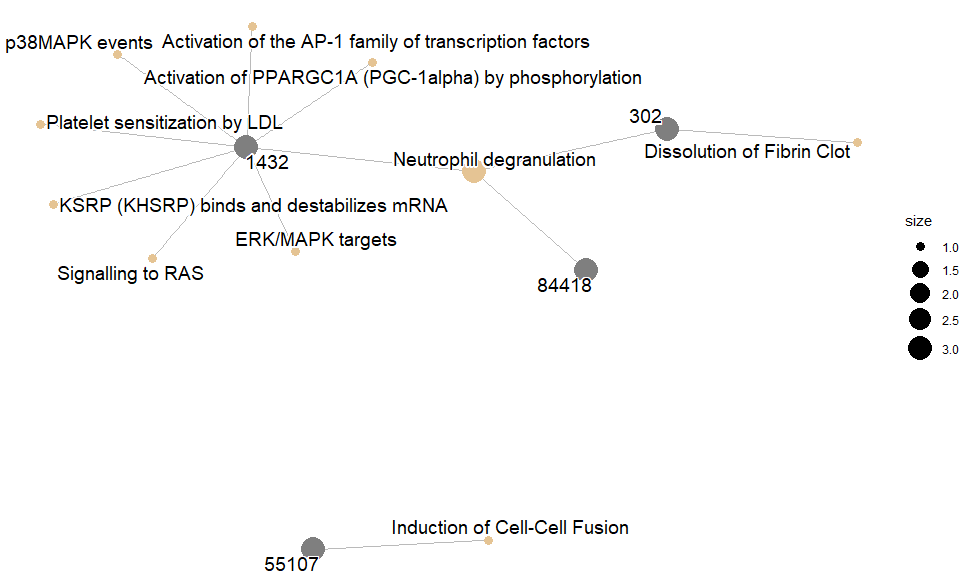 p38MAPK events
Activation of the AP-1 family of transcription factors
Activation of PPARGC1A (PGC-1alpha) by phosphorylation
Platelet sensitization by LDL
302
Dissolution of Fibrin Clot
1432
Neutrophil degranulation
KSRP (KHSRP) binds and destabilizes mRNA
ERK/MAPK targets
Signalling to RAS
84418
size
1.0
1.5
2.0
2.5
3.0
Induction of Cell-Cell Fusion
55107